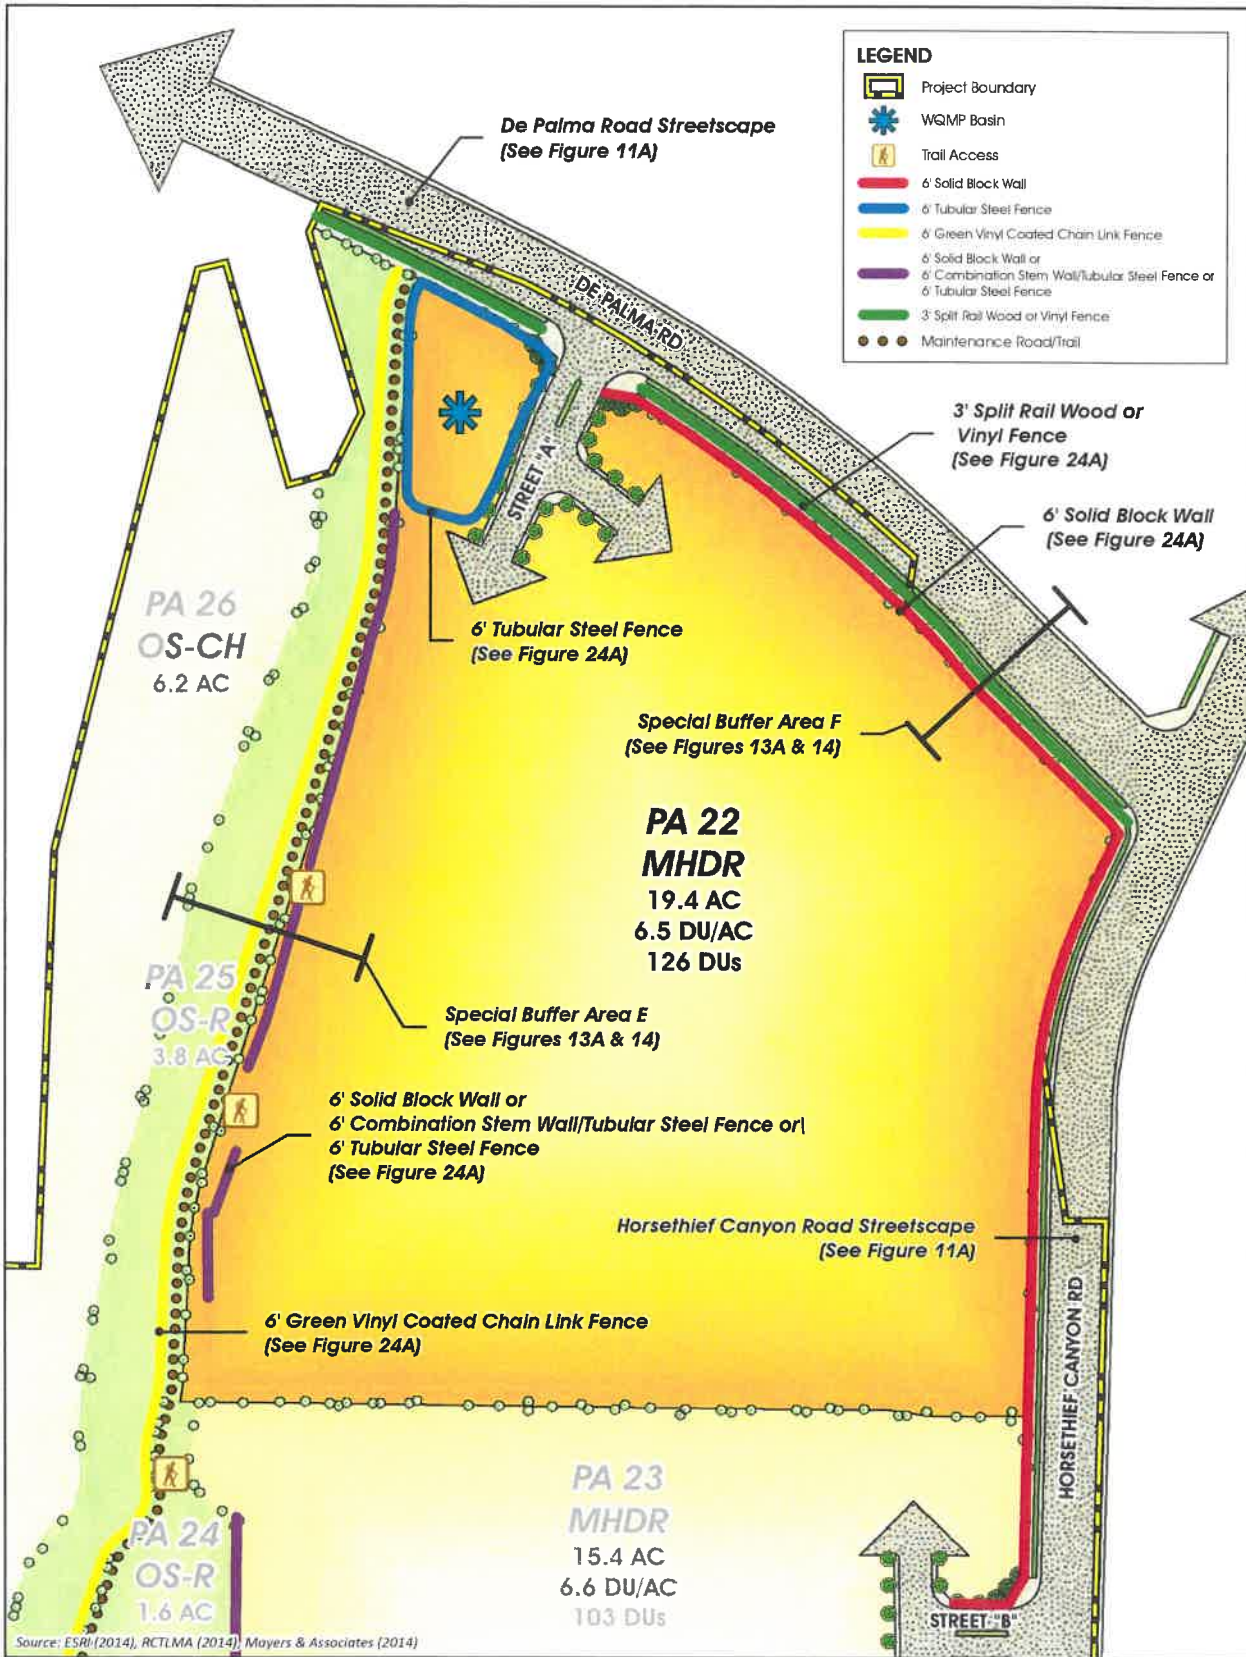 LEGEND
Project Boundary
WQMP Basin
Trail Access
6' Solid Block Wall
6' Tubular Steel Fence
6' Green Vinyl Coated Chain Link Fence
6' Solid Block Wall or
6' Combination Stem Wall/Tubular Steel Fence or
6' Tubular Steel Fence
3' Split Rail Wood or Vinyl Fence
Maintenance Road/Trail
De Palma Road Streetscape
(See Figure 11A)
DE PALMA RD
3' Split Rail Wood or
Vinyl Fence
(See Figure 24A)
6' Solid Block Wall
(See Figure 24A)
STREET "A"
PA 26
OS-CH
6.2 AC
6' Tubular Steel Fence
(See Figure 24A)
Special Buffer Area F
(See Figures 13A & 14)
PA 22
MHDR
19.4 AC
6.5 DU/AC
126 DUs
PA 25
OS-R
3.8 AC
Special Buffer Area E
(See Figures 13A & 14)
6' Solid Block Wall or
6' Combination Stem Wall/Tubular Steel Fence or\
6' Tubular Steel Fence
(See Figure 24A)
Horsethief Canyon Road Streetscape
(See Figure 11A)
HORSETHIEF CANYON RD
6' Green Vinyl Coated Chain Link Fence
(See Figure 24A)
PA 23
MHDR
15.4 AC
6.6 DU/AC
103 DUs
PA 24
OS-R
1.6 AC
STREET "B"
Source: ESRI (2014), RCTLMA (2014), Mayers & Associates (2014)